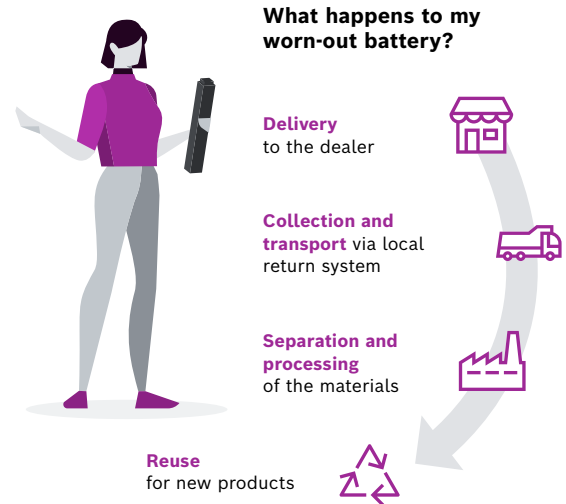 What happens to my
worn-out battery?
Delivery
to the dealer
Collection and
transport via local
return system
Separation and
processing
of the materials
Reuse
for new products